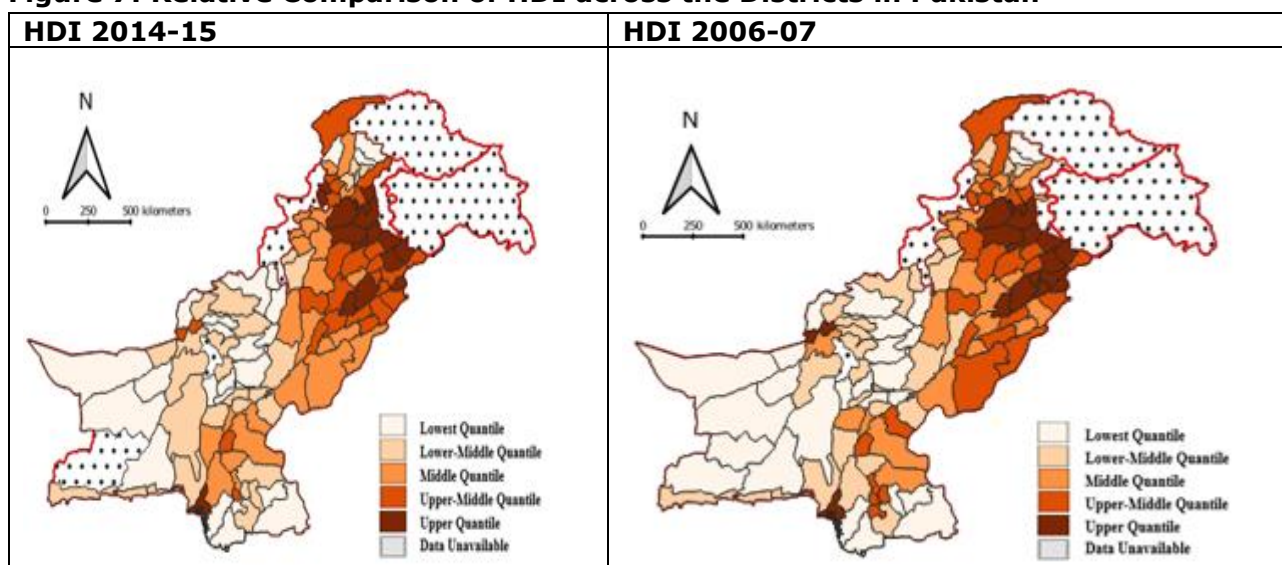 Figure 7: Relative Comparison of HDI across the Districts in Pakistan
HDI 2014-15
HDI 2006-07
N
0 250 500 kilometers
Lowest Quantile
Lower-Middle Quantile
Middle Quantile
Upper-Middle Quantile
Upper Quantile
Data Unavailable
N
0 250 500 kilometers
Lowest Quantile
Lower-Middle Quantile
Middle Quantile
Upper-Middle Quantile
Upper Quantile
Data Unavailable